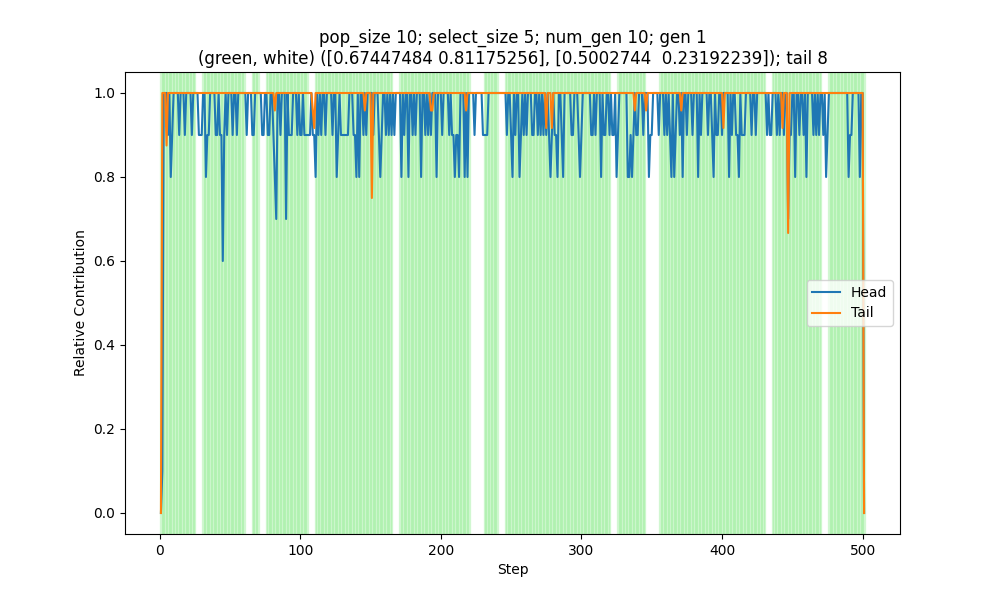 pop_size 10; select_size 5; num_gen 10; gen 1
(green, white) ([0.67447484 0.81175256], [0.5002744  0.23192239]); tail 8
1.0
0.8
0.6
0.4
0.2
0.0
Relative Contribution
Head
Tail
0
100
200
300
400
500
Step